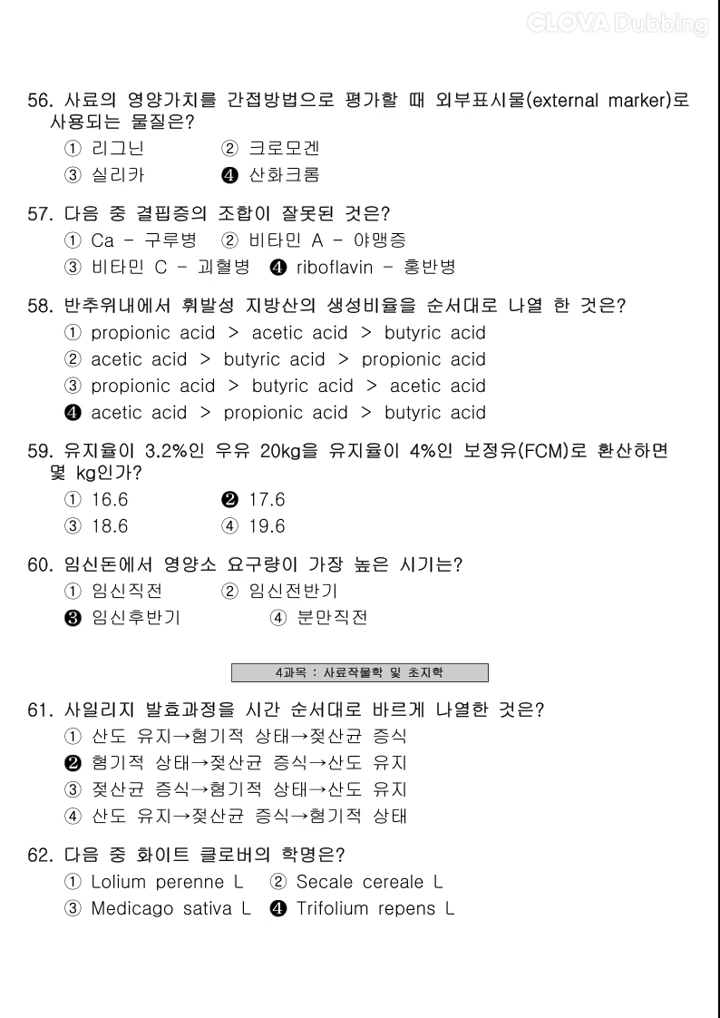 CLOVA Dubbing
56. 사료의 영양가치를 간접방법으로 평가할 때 외부표시물(external marker)로
사용되는 물질은?
① 리그닌 ② 크로모겐
③ 실리카 ❹ 산화크롬
57. 다음 중 결핍증의 조합이 잘못된 것은?
① Ca - 구루병 ② 비타민 A - 야맹증
③ 비타민 C - 괴혈병 ❹ riboflavin - 홍반병
58. 반추위내에서 휘발성 지방산의 생성비율을 순서대로 나열 한 것은?
① propionic acid > acetic acid > butyric acid
② acetic acid > butyric acid > propionic acid
③ propionic acid > butyric acid > acetic acid
❹ acetic acid > propionic acid > butyric acid
59. 유지율이 3.2%인 우유 20kg을 유지율이 4%인 보정유(FCM)로 환산하면
몇 kg인가?
① 16.6 ❷ 17.6
③ 18.6 ④ 19.6
60. 임신돈에서 영양소 요구량이 가장 높은 시기는?
① 임신직전 ② 임신전반기
❸ 임신후반기 ④ 분만직전
4과목 : 사료작물학 및 초지학
61. 사일리지 발효과정을 시간 순서대로 바르게 나열한 것은?
① 산도 유지→혐기적 상태→젖산균 증식
❷ 혐기적 상태→젖산균 증식→산도 유지
③ 젖산균 증식→혐기적 상태→산도 유지
④ 산도 유지→젖산균 증식→혐기적 상태
62. 다음 중 화이트 클로버의 학명은?
① Lolium perenne L ② Secale cereale L
③ Medicago sativa L ❹ Trifolium repens L